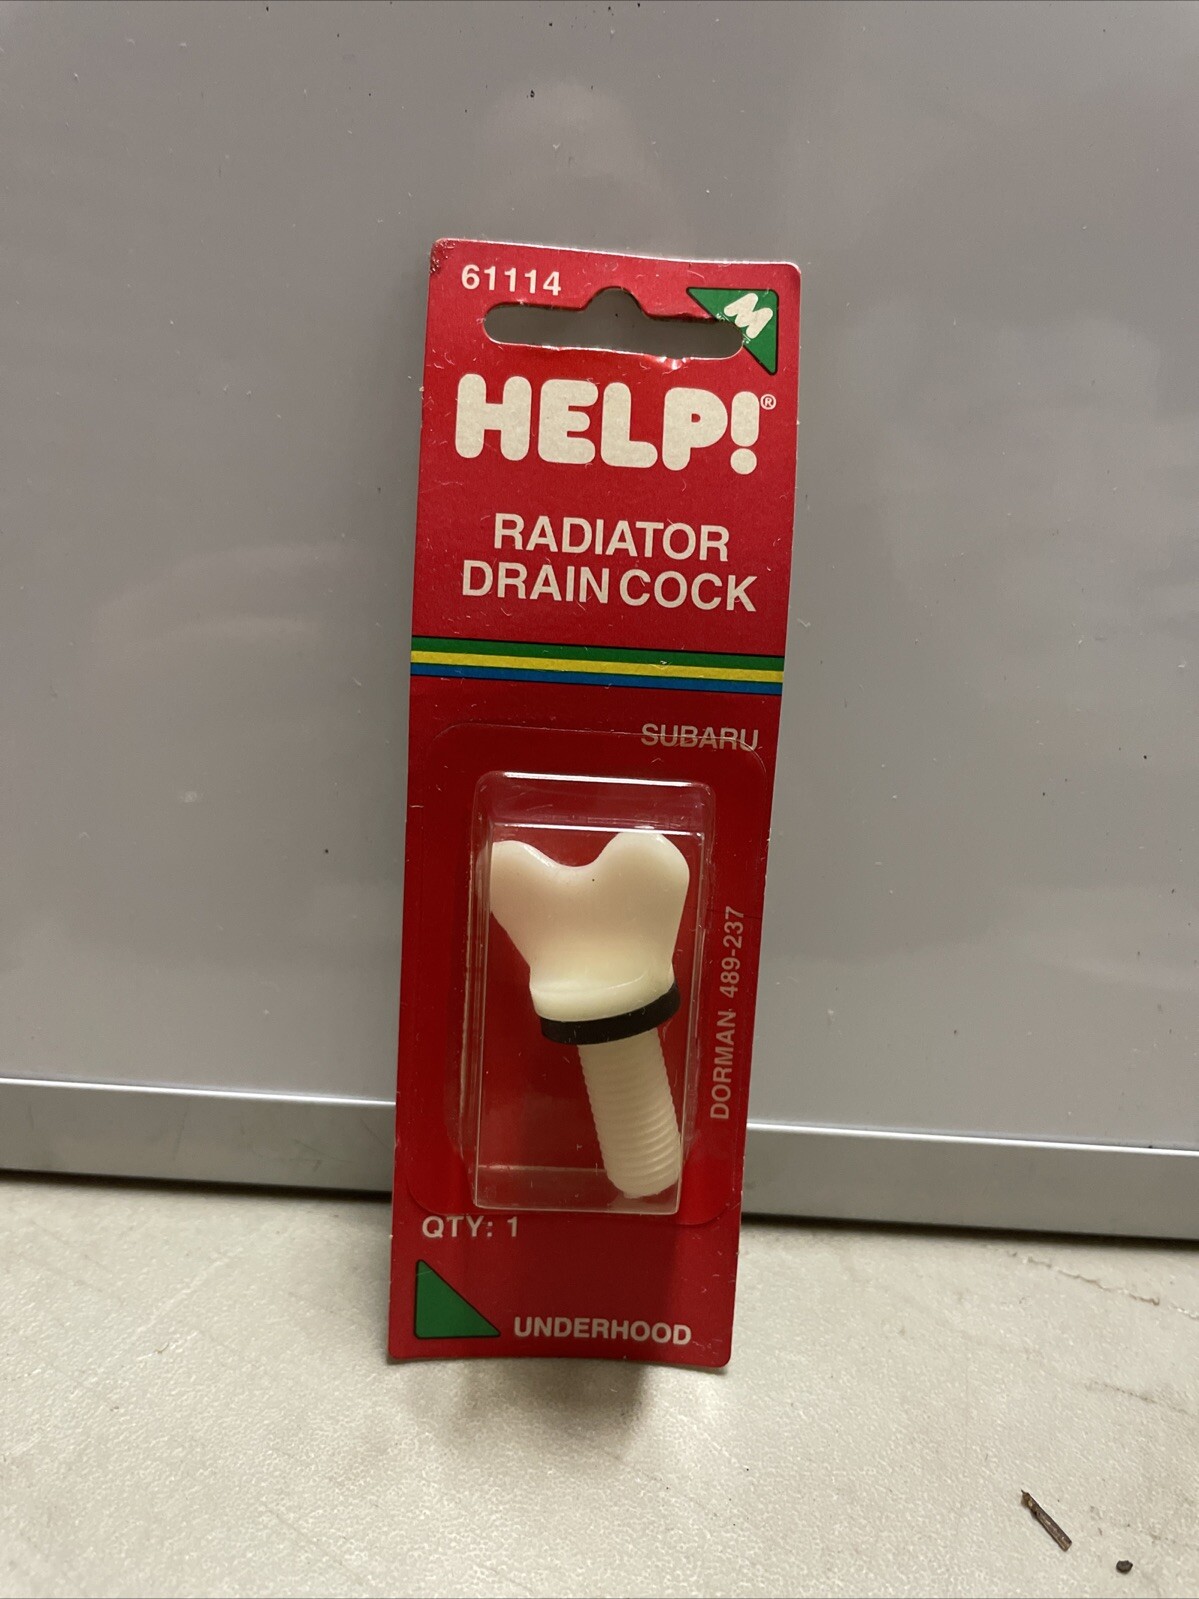 61114
M
HELP!®
RADIATOR
DRAIN COCK
SUBARU
DORMAN 489-237
QTY: 1
UNDERHOOD